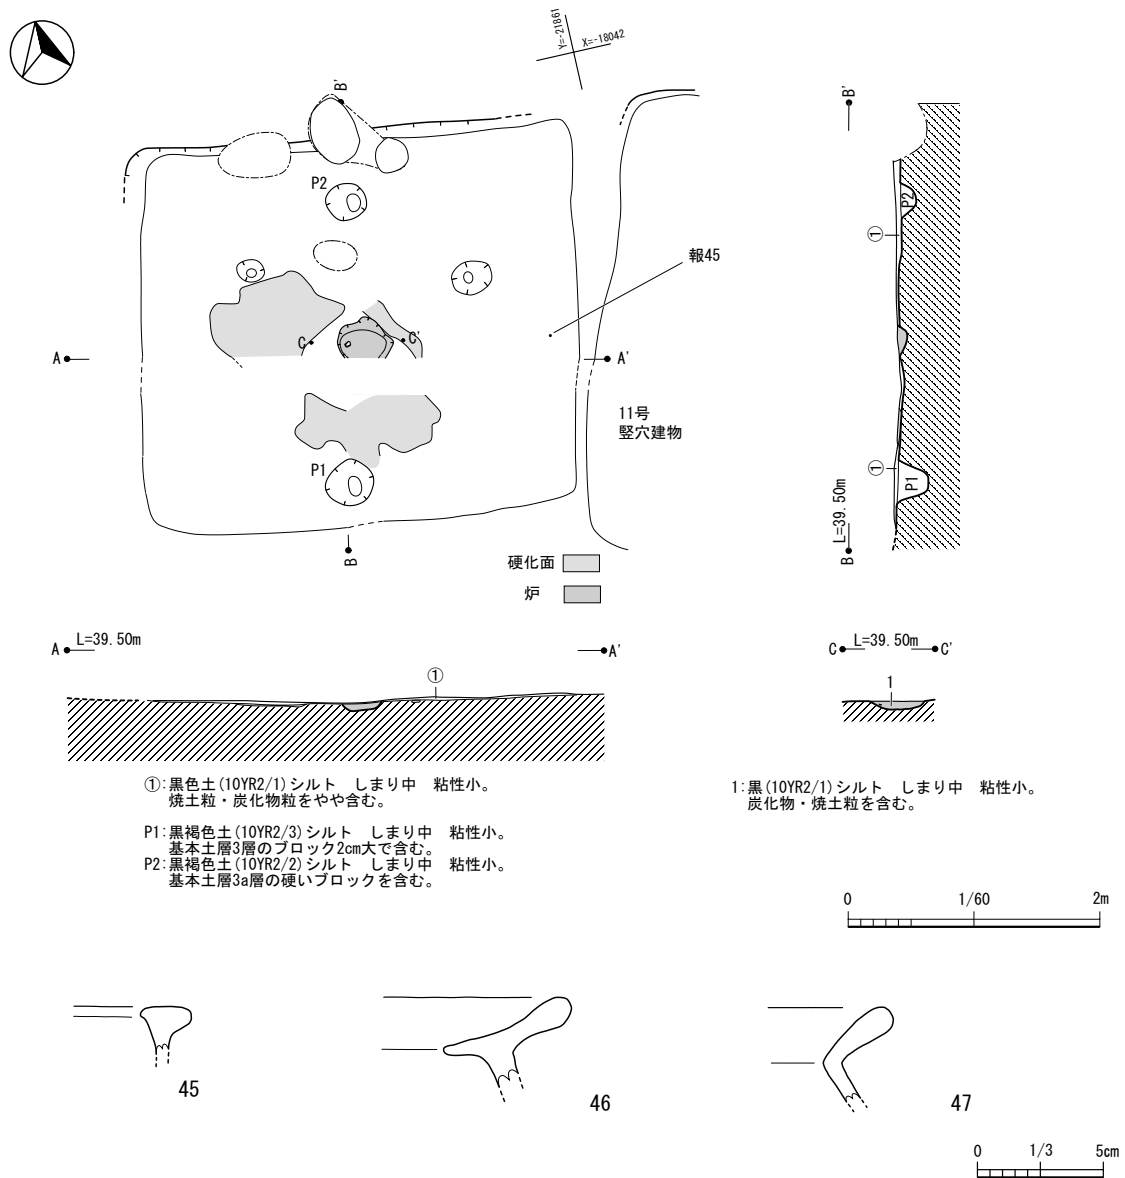 Y=-21861
X=-18042
B'
B'
P2
P2
①
報45
C
C'
A
A'
11号
竪穴建物
P1
①
P1
L=39.50m
B
B
硬化面
炉
A
L=39.50m
A'
C
L=39.50m
C'
①
1
①:黒色土(10YR2/1)シルト　しまり中　粘性小。
焼土粒・炭化物粒をやや含む。
P1:黒褐色土(10YR2/3)シルト　しまり中　粘性小。
基本土層3層のブロック2cm大で含む。
P2:黒褐色土(10YR2/2)シルト　しまり中　粘性小。
基本土層3a層の硬いブロックを含む。
1:黒(10YR2/1)シルト　しまり中　粘性小。
炭化物・焼土粒を含む。
0
1/60
2m
45
46
47
0
1/3
5cm